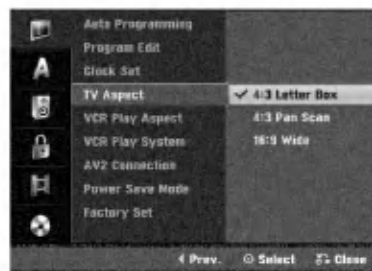 Auto Programming
Program Edit
Clock Set
TV Aspect
✓ 4:3 Letter Box
VCR Play Aspect
4:3 Pan Scan
VCR Play System
16:9 Wide
AV2 Connection
Power Save Mode
Factory Set
Prev. Select Close